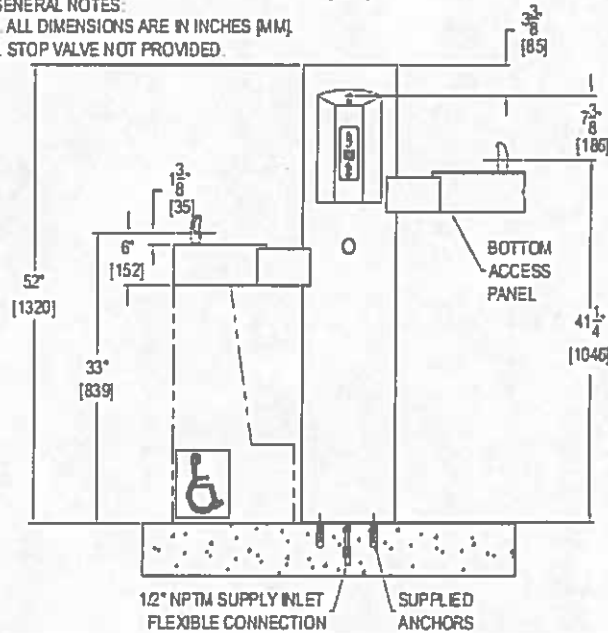 GENERAL NOTES:
. ALL DIMENSIONS ARE IN INCHES [MM].
. STOP VALVE NOT PROVIDED.
3 3/8"
[85]
7 3/8"
[186]
1 3/8"
[35]
6"
[152]
BOTTOM
ACCESS
PANEL
52"
[1320]
41 1/4"
[1046]
33"
[839]
1/2" NPTM SUPPLY INLET
FLEXIBLE CONNECTION
SUPPLIED
ANCHORS